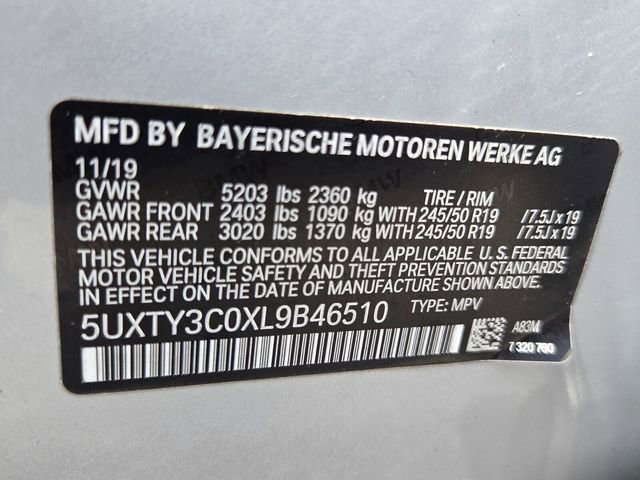 MFD BY BAYERISCHE MOTOREN WERKE AG
11/19
GVWR 5203 lbs 2360 kg TIRE / RIM
GAWR FRONT 2403 lbs 1090 kg WITH 245/50 R19 /7.5J x 19
GAWR REAR 3020 lbs 1370 kg WITH 245/50 R19 /7.5J x 19
THIS VEHICLE CONFORMS TO ALL APPLICABLE U.S. FEDERAL
MOTOR VEHICLE SAFETY AND THEFT PREVENTION STANDARDS
IN EFFECT ON THE DATE OF MANUFACTURE SHOWN ABOVE.
5UXTY3C0XL9B46510 TYPE: MPV
A83M
7 320 760